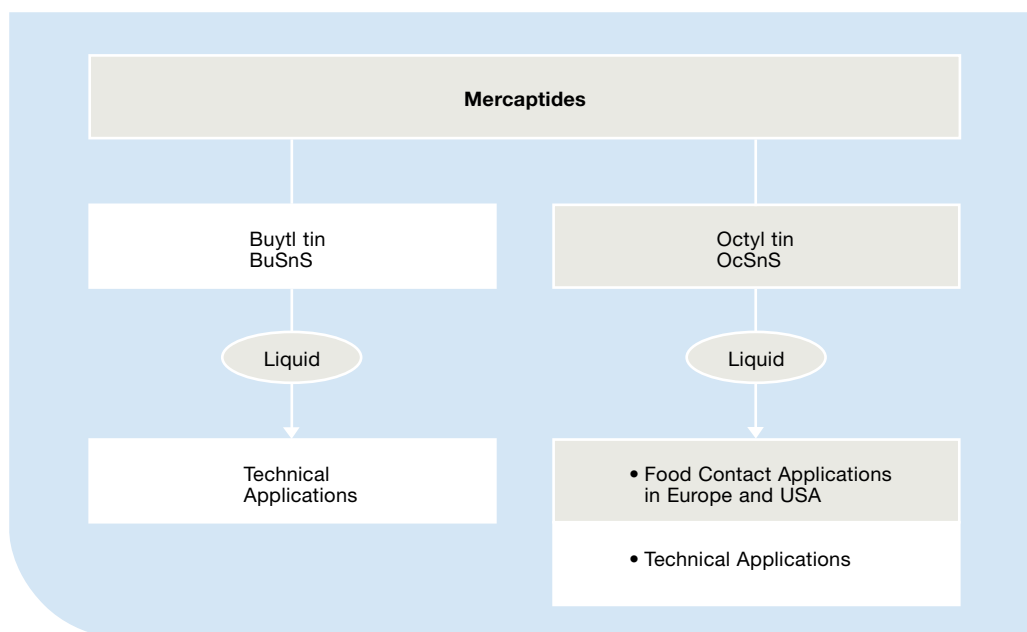 Mercaptides
Buytl tin
BuSnS
Octyl tin
OcSnS
Liquid
Liquid
Technical
Applications
• Food Contact Applications
in Europe and USA
• Technical Applications